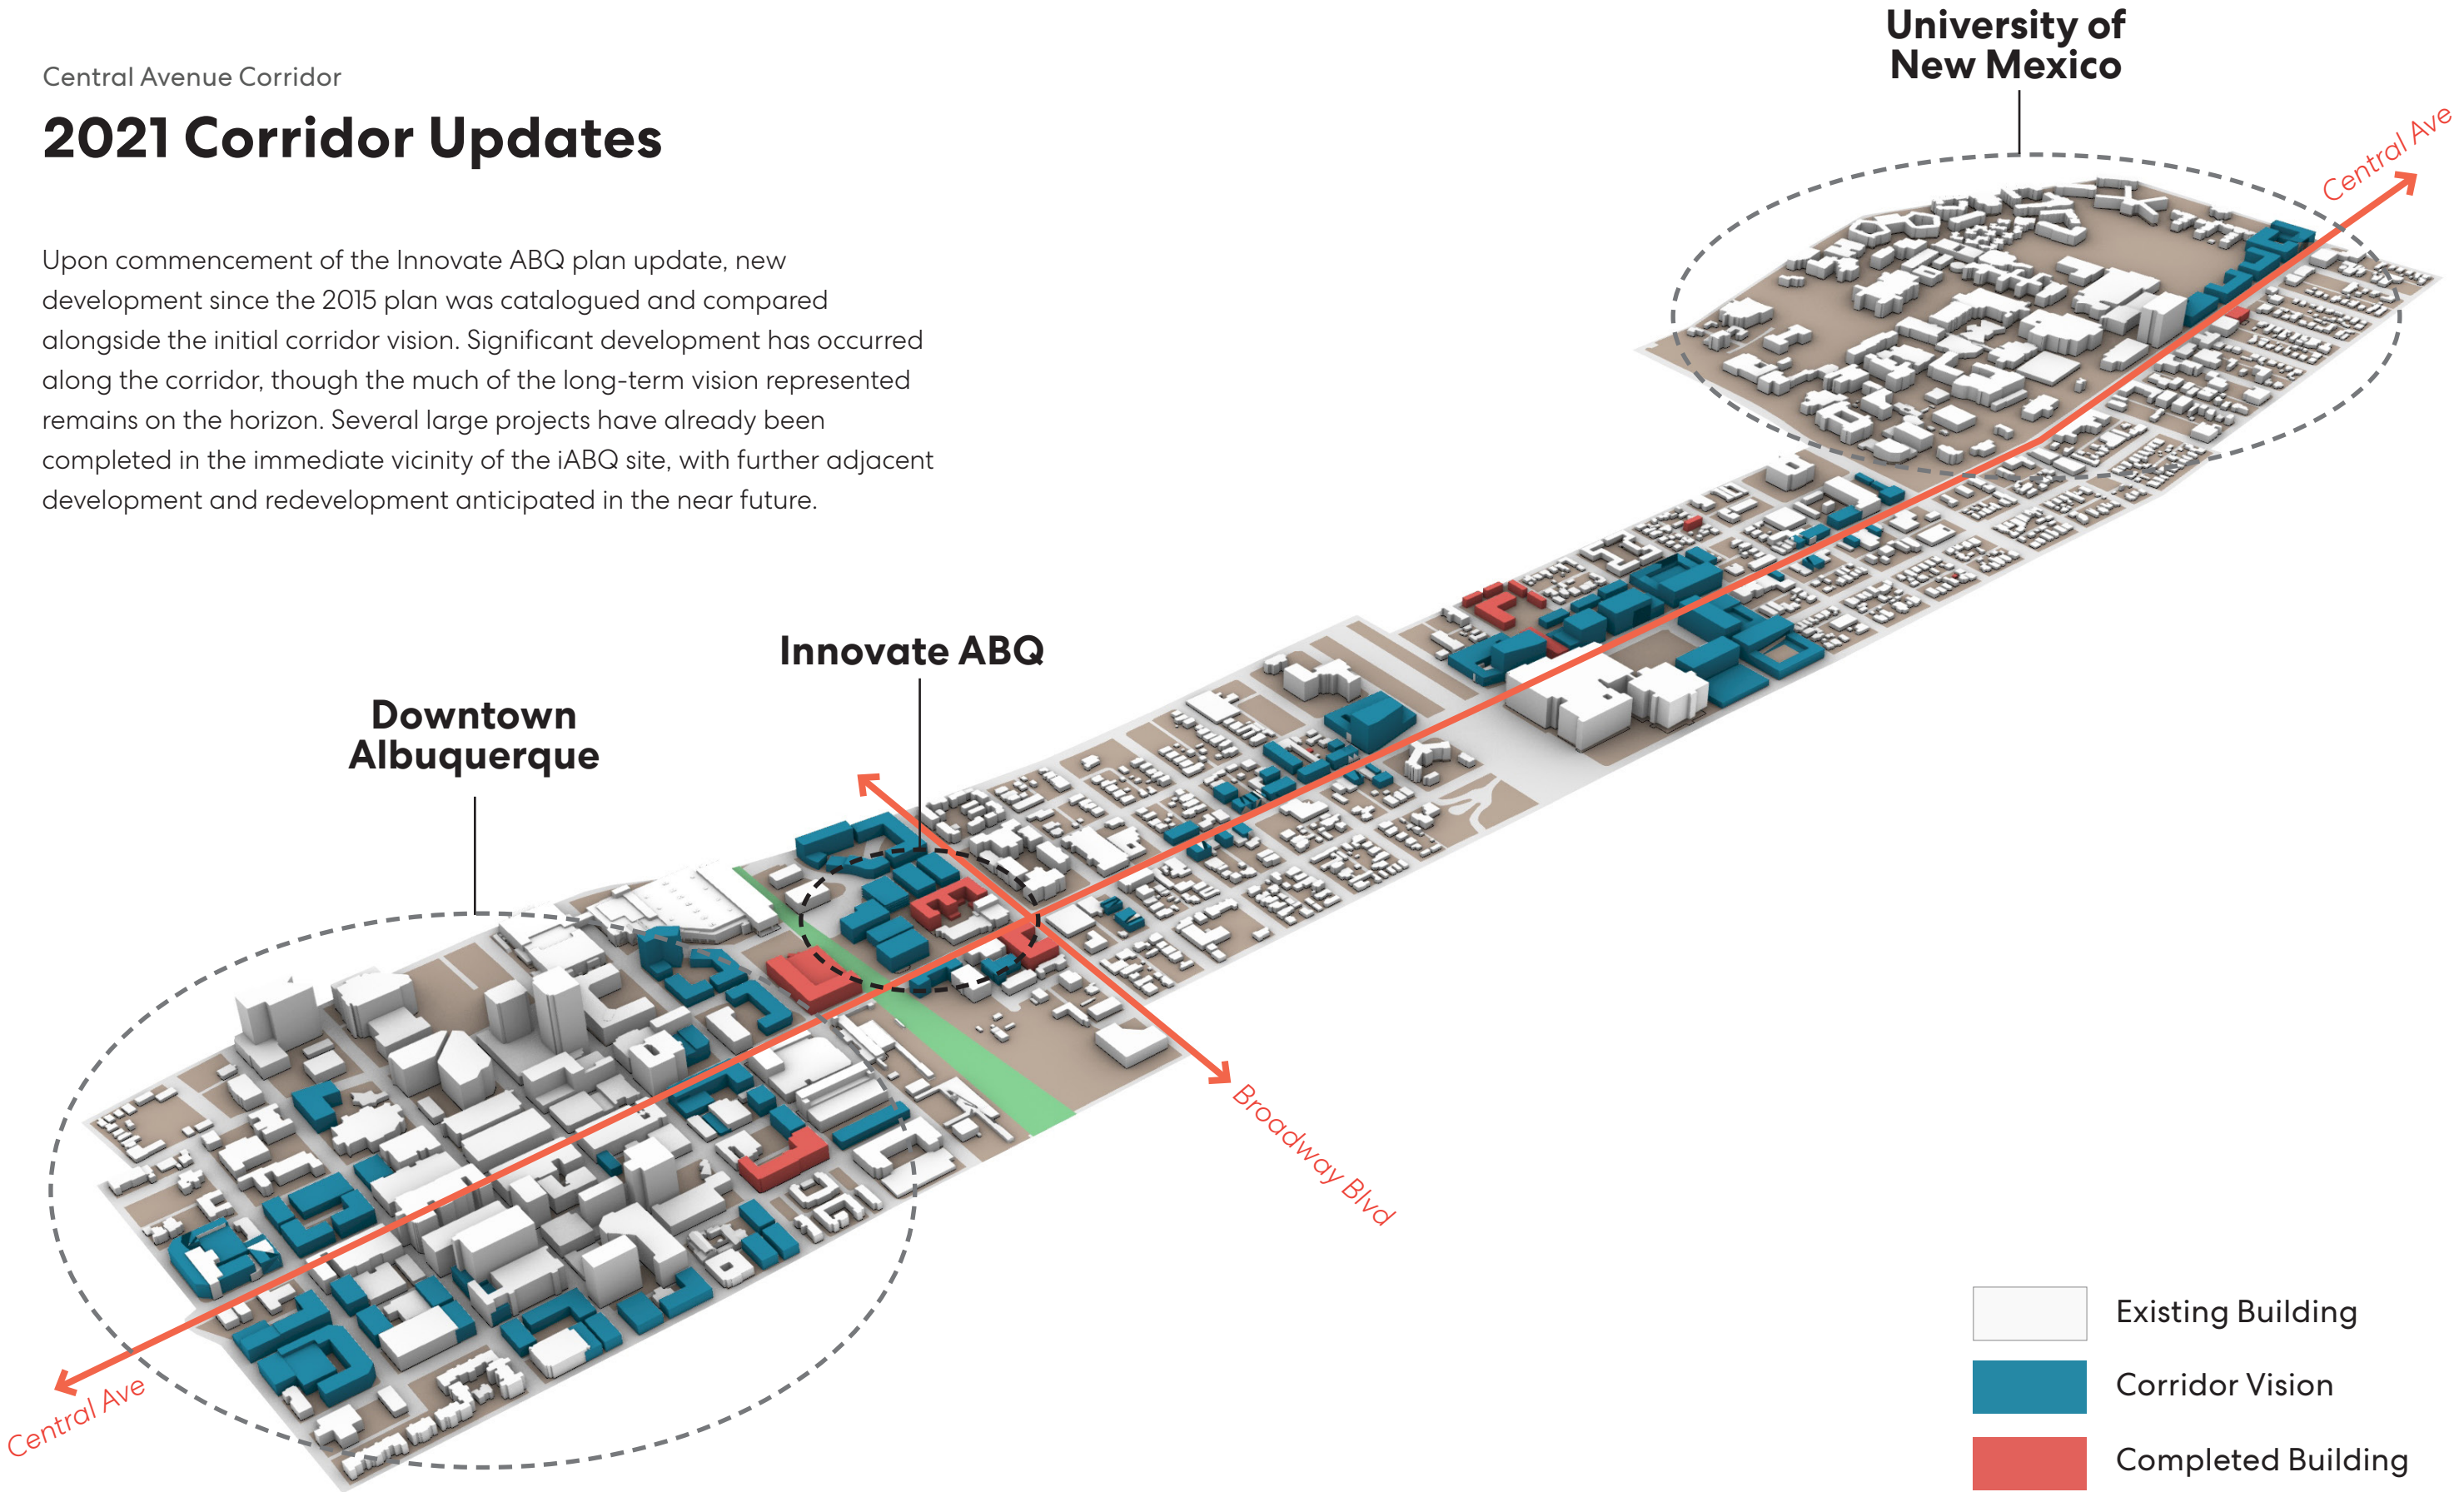 Central Avenue Corridor
2021 Corridor Updates
Upon commencement of the Innovate ABQ plan update, new
development since the 2015 plan was catalogued and compared
alongside the initial corridor vision. Significant development has occurred
along the corridor, though the much of the long-term vision represented
remains on the horizon. Several large projects have already been
completed in the immediate vicinity of the iABQ site, with further adjacent
development and redevelopment anticipated in the near future.
University of
New Mexico
Central Ave
Innovate ABQ
Downtown
Albuquerque
Broadway Blvd
Central Ave
Existing Building
Corridor Vision
Completed Building